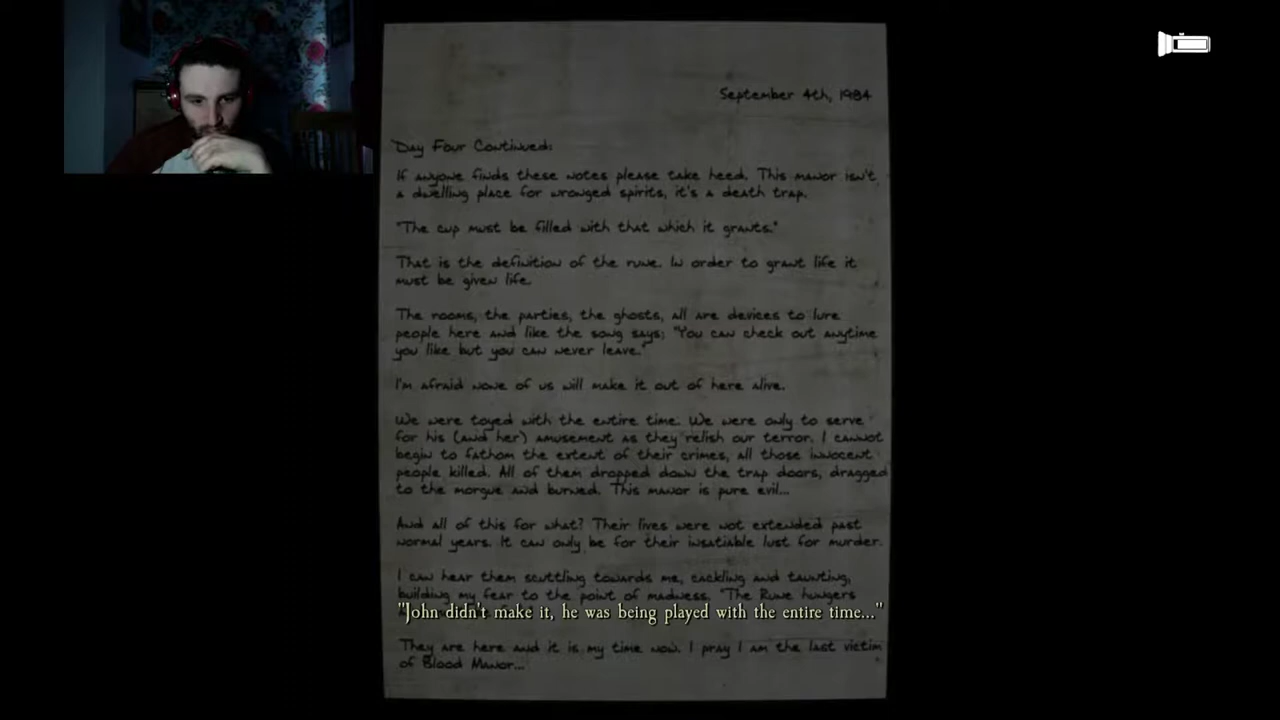 September 4th, 1984
Day Four Continued:
If anyone finds these notes please take heed. This manor isn't
a dwelling place for wronged spirits, it's a death trap.
"The cup must be filled with that which it grants."
That is the definition of the rune. In order to grant life it
must be given life.
The rooms, the parties, the ghosts, all are devices to lure
people here and like the song says: "You can check out anytime
you like but you can never leave."
I'm afraid none of us will make it out of here alive.
We were toyed with the entire time. We were only to serve
for his (and her) amusement as they relish our terror. I cannot
begin to fathom the extent of their crimes, all those innocent
people killed. All of them dropped down the trap doors, dragged
to the morgue and burned. This manor is pure evil...
And all of this for what? Their lives were not extended past
normal years. It can only be for their insatiable lust for murder.
I can hear them scuttling towards me, cackling and taunting,
building my fear to the point of madness. "The Rune hungers
"John didn't make it, he was being played with the entire time..."
They are here and it is my time now. I pray I am the last victim
of Blood Manor...